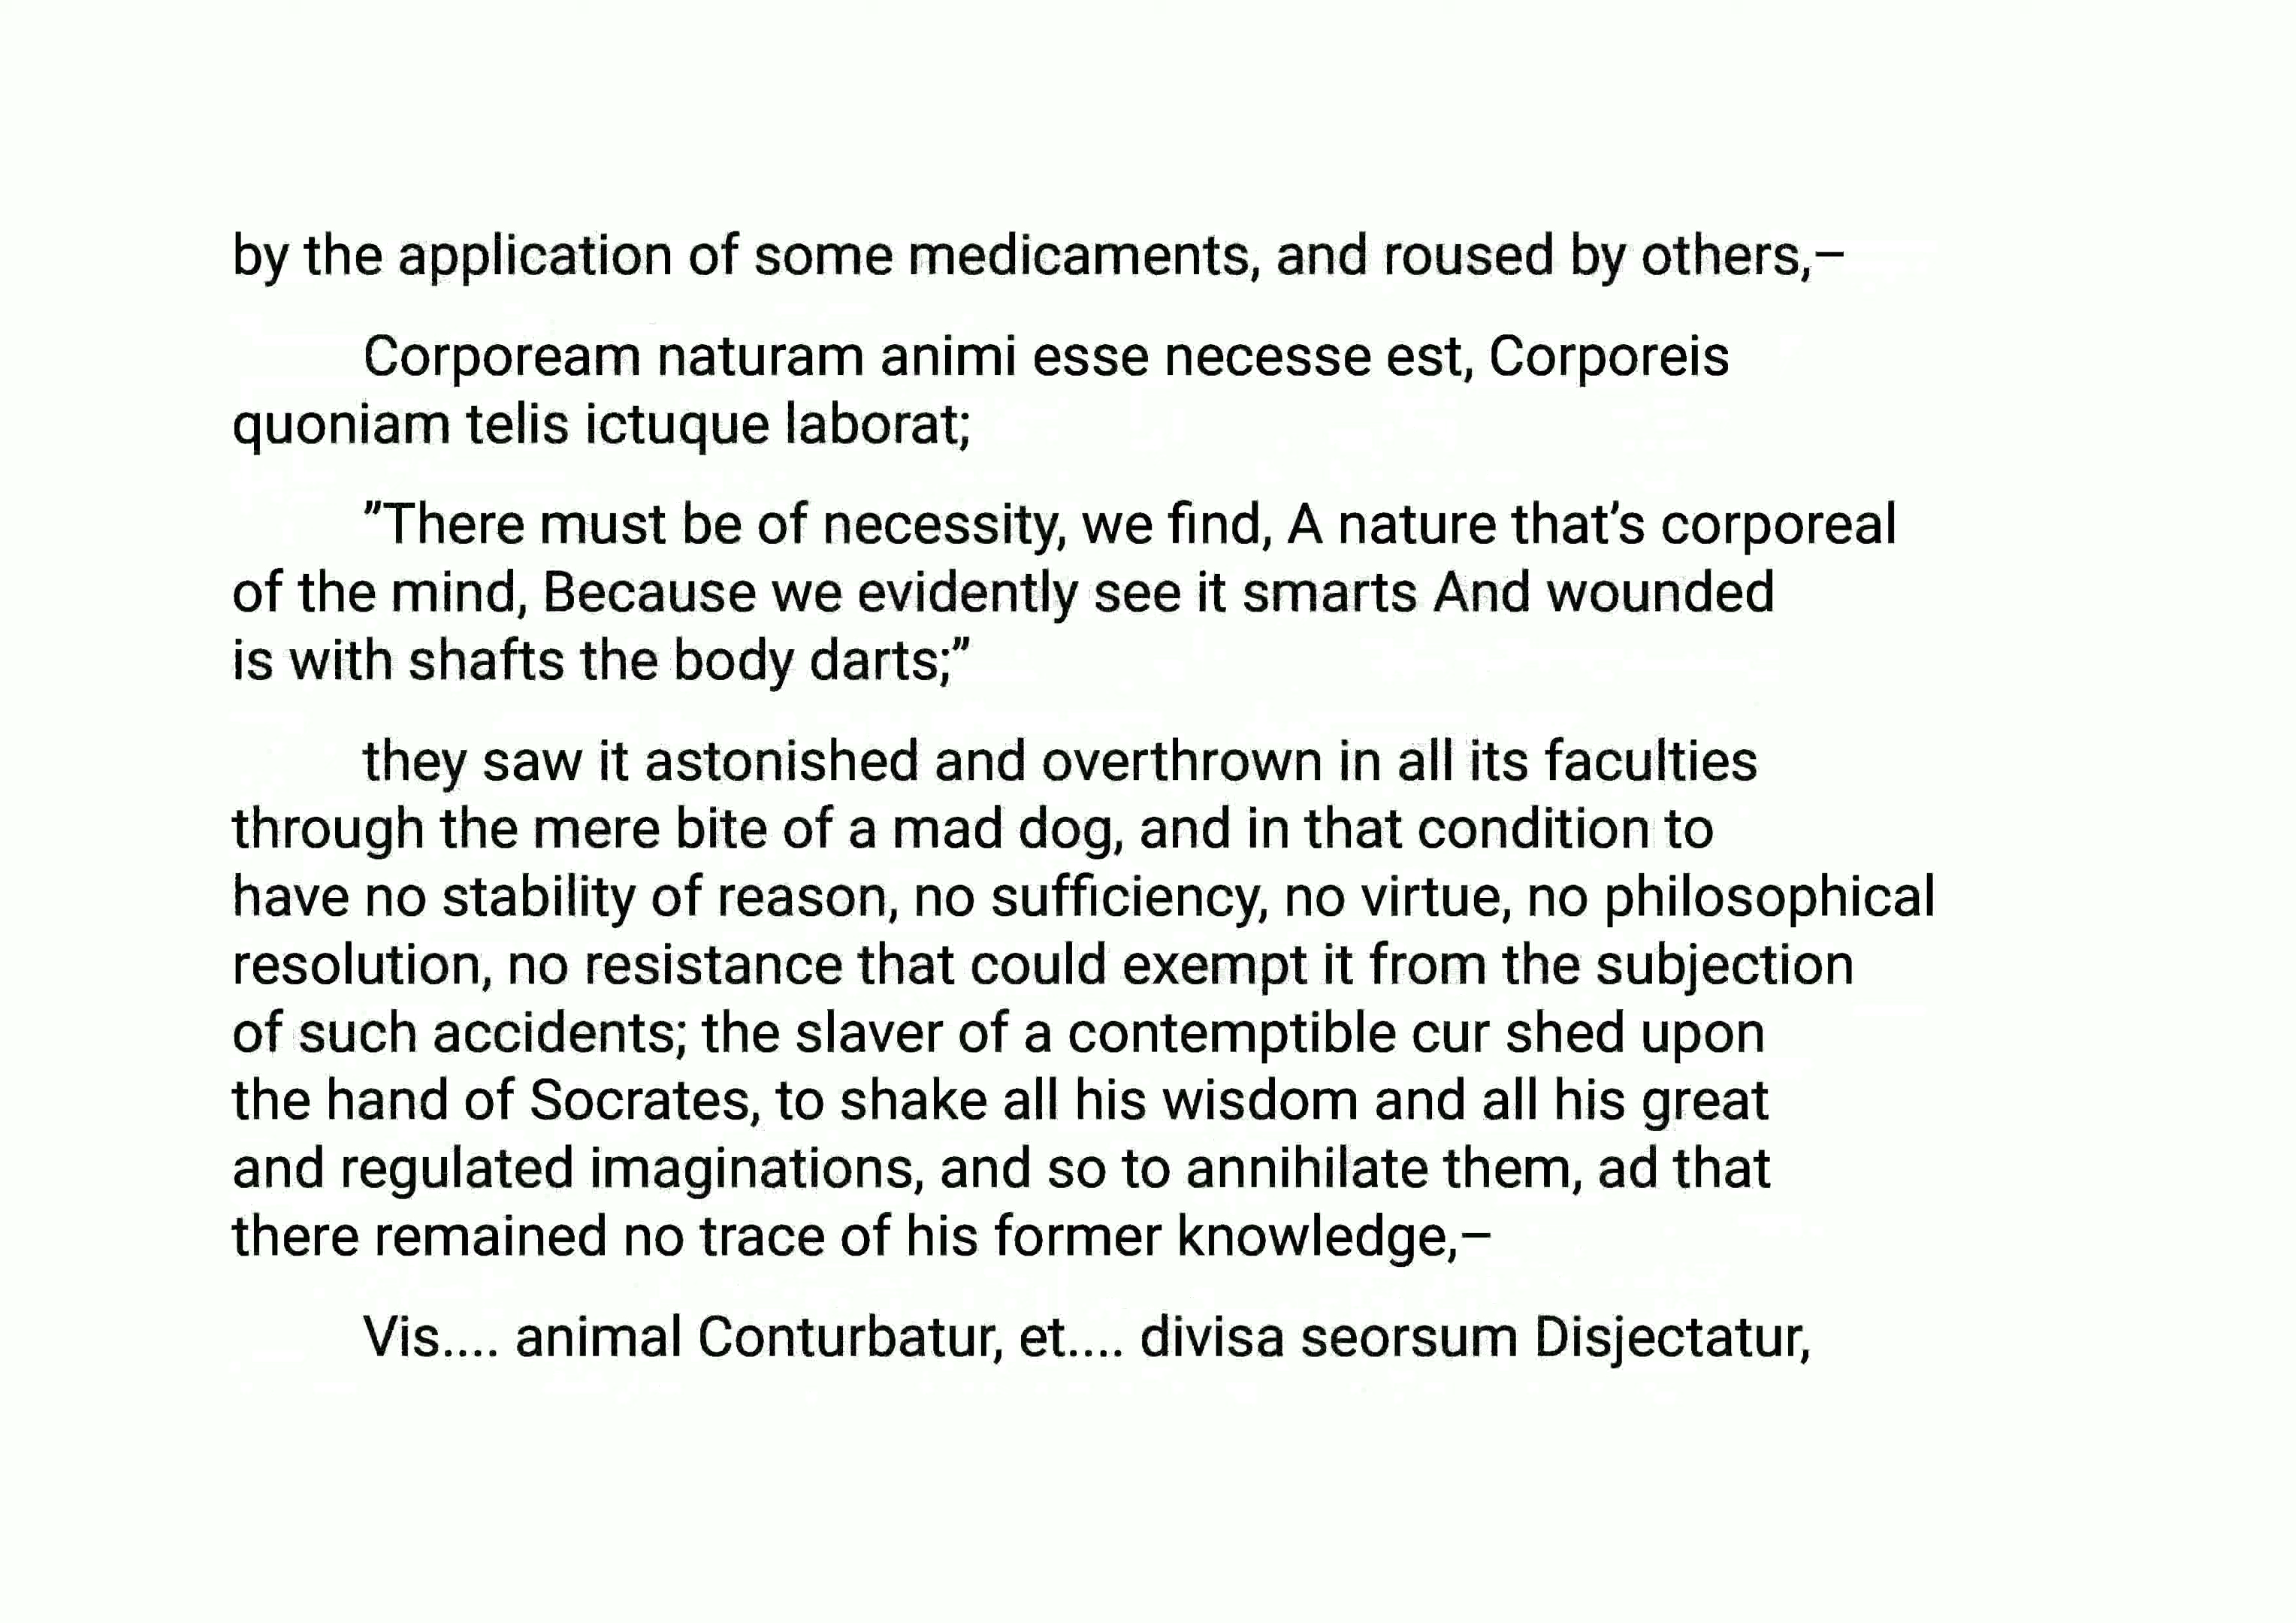 by the application of some medicaments, and roused by others,–
Corpoream naturam animi esse necesse est, Corporeis
quoniam telis ictuque laborat;
”There must be of necessity, we find, A nature that’s corporeal
of the mind, Because we evidently see it smarts And wounded
is with shafts the body darts;”
they saw it astonished and overthrown in all its faculties
through the mere bite of a mad dog, and in that condition to
have no stability of reason, no sufficiency, no virtue, no philosophical
resolution, no resistance that could exempt it from the subjection
of such accidents; the slaver of a contemptible cur shed upon
the hand of Socrates, to shake all his wisdom and all his great
and regulated imaginations, and so to annihilate them, ad that
there remained no trace of his former knowledge,–
Vis.... animal Conturbatur, et.... divisa seorsum Disjectatur,